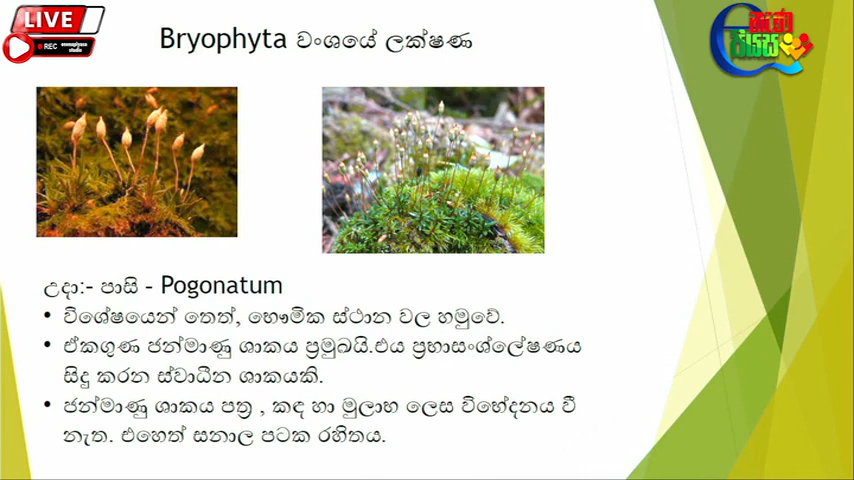 LIVE
REC
Bryophyta වංශයේ ලක්ෂණ
ගුණ
පියස
උදා:- පාසි - Pogonatum
• විශේෂයෙන් තෙත්, භෞමික ස්ථාන වල හමුවේ.
• ඒකගුණ ජන්මාණු ශාකය ප්‍රමුඛයි.එය ප්‍රභාසංශ්ලේෂණය
සිදු කරන ස්වාධීන ශාකයකි.
• ජන්මාණු ශාකය පත්‍ර , කඳ හා මුලාභ ලෙස විභේදනය වී
නැත. එහෙත් සනාල පටක රහිතය.